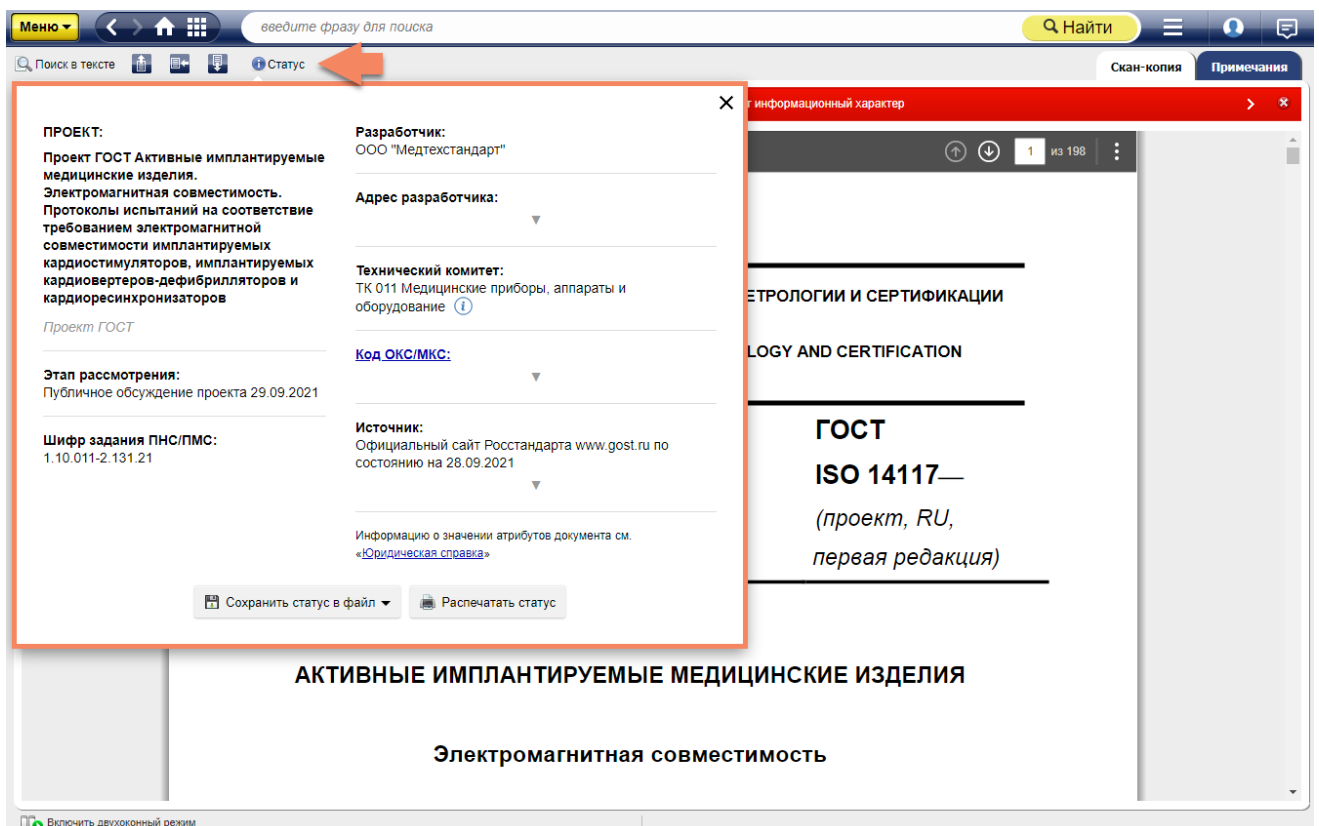 Меню
введите фразу для поиска
Найти
Поиск в тексте
Статус
Скан-копия
Примечания
информационный характер
1 из 198
ПРОЕКТ:
Проект ГОСТ Активные имплантируемые
медицинские изделия.
Электромагнитная совместимость.
Протоколы испытаний на соответствие
требованием электромагнитной
совместимости имплантируемых
кардиостимуляторов, имплантируемых
кардиовертеров-дефибрилляторов и
кардиоресинхронизаторов
Проект ГОСТ
Этап рассмотрения:
Публичное обсуждение проекта 29.09.2021
Шифр задания ПНС/ПМС:
1.10.011-2.131.21
Разработчик:
ООО "Медтехстандарт"
Адрес разработчика:
Технический комитет:
ТК 011 Медицинские приборы, аппараты и
оборудование
Код ОКС/МКС:
Источник:
Официальный сайт Росстандарта www.gost.ru по
состоянию на 28.09.2021
Информацию о значении атрибутов документа см.
«Юридическая справка»
Сохранить статус в файл
Распечатать статус
ЕТРОЛОГИИ И СЕРТИФИКАЦИИ
LOGY AND CERTIFICATION
ГОСТ
ISO 14117—
(проект, RU,
первая редакция)
АКТИВНЫЕ ИМПЛАНТИРУЕМЫЕ МЕДИЦИНСКИЕ ИЗДЕЛИЯ
Электромагнитная совместимость
Включить двухоконный режим